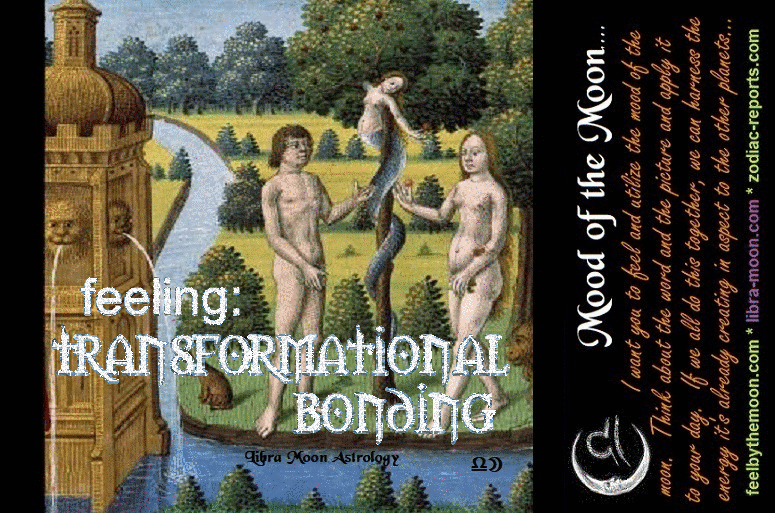 feeling:
TRANSFORMATIONAL
BONDING
Libra Moon Astrology
Mood of the Moon....
I want you to feel and utilize the mood of the
moon. Think about the word and the picture and apply it
to your day. If we all do this together, we can harness the
energy it's already creating in aspect to the other planets...
feelbythemoon.com * libra-moon.com * zodiac-reports.com